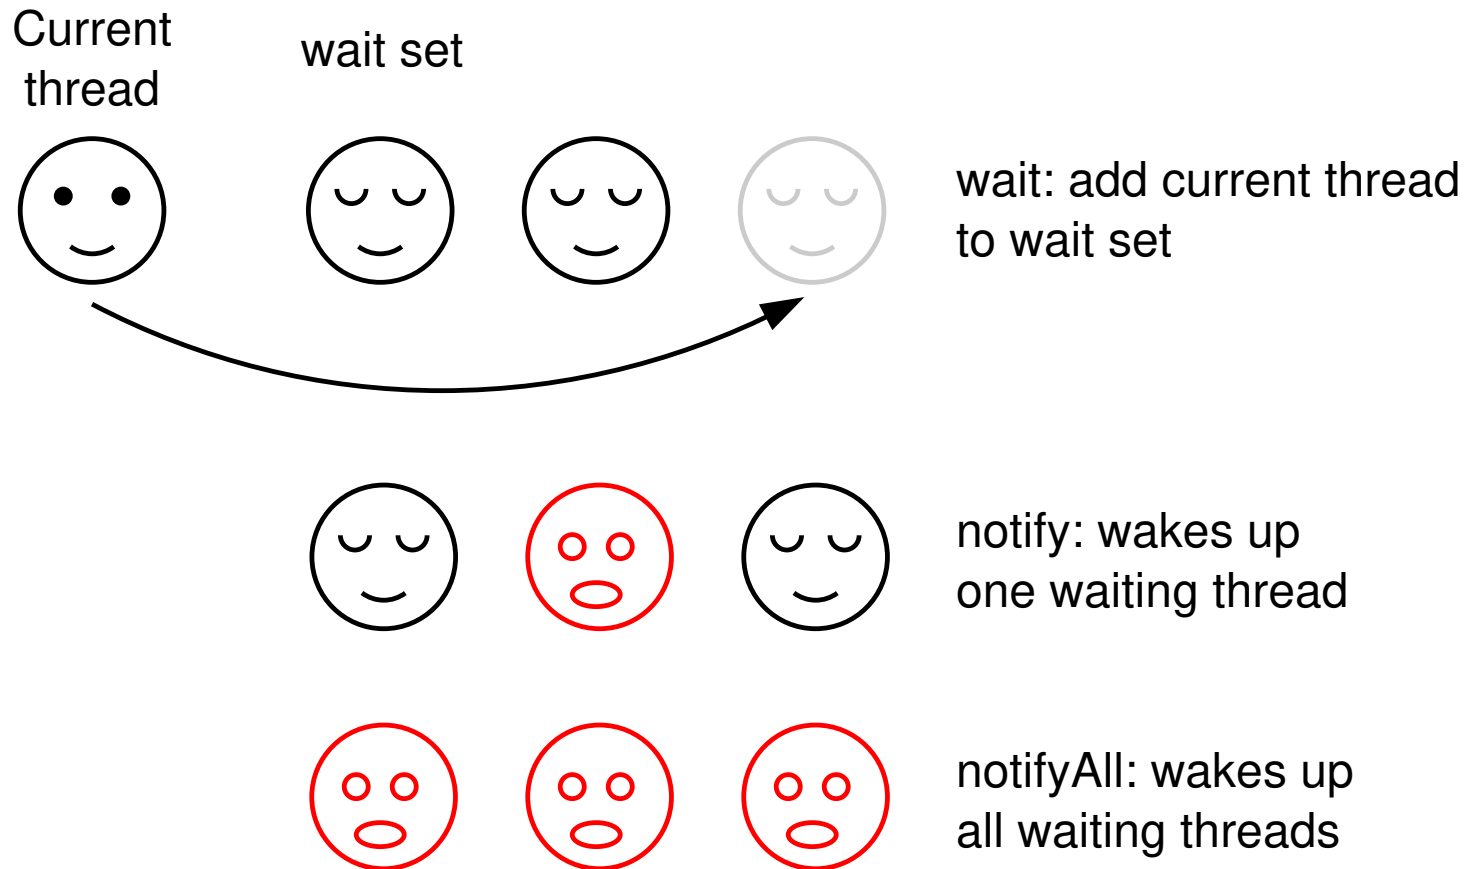 Current
thread
wait set
wait: add current thread
to wait set
notify: wakes up
one waiting thread
notifyAll: wakes up
all waiting threads